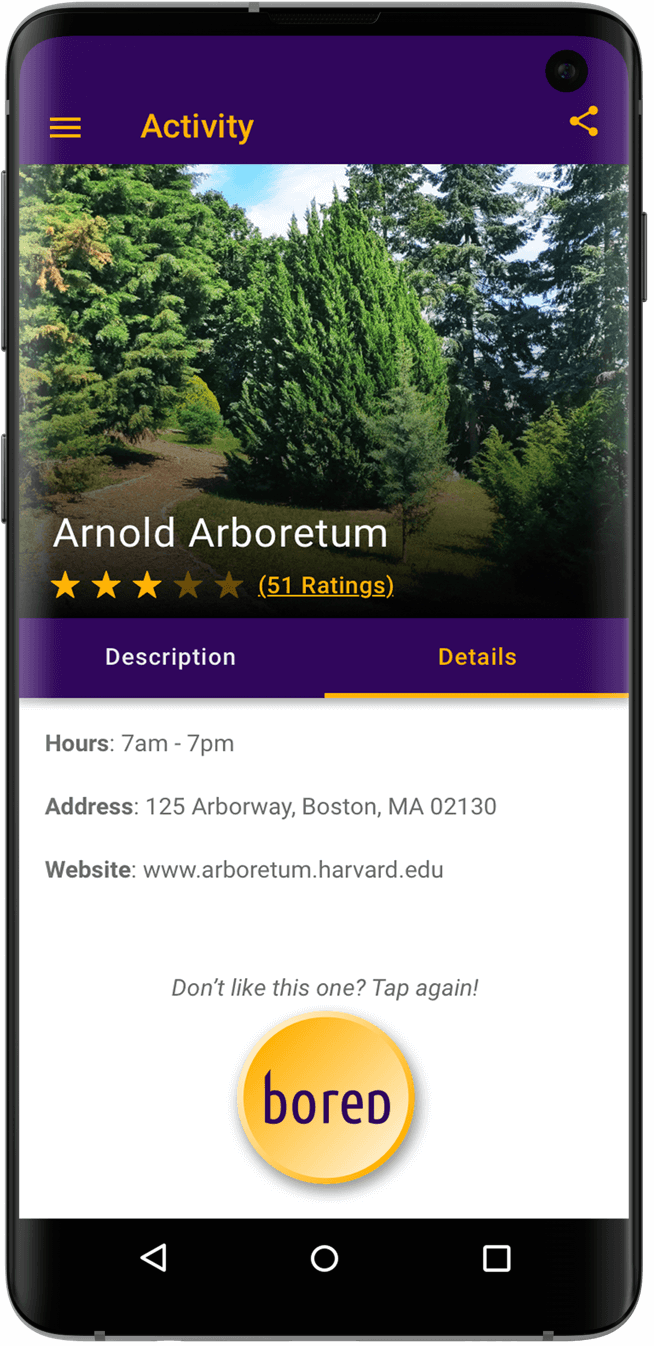 Activity
Arnold Arboretum
(51 Ratings)
Description
Details
Hours: 7am - 7pm
Address: 125 Arborway, Boston, MA 02130
Website: www.arboretum.harvard.edu
Don’t like this one? Tap again!
bored